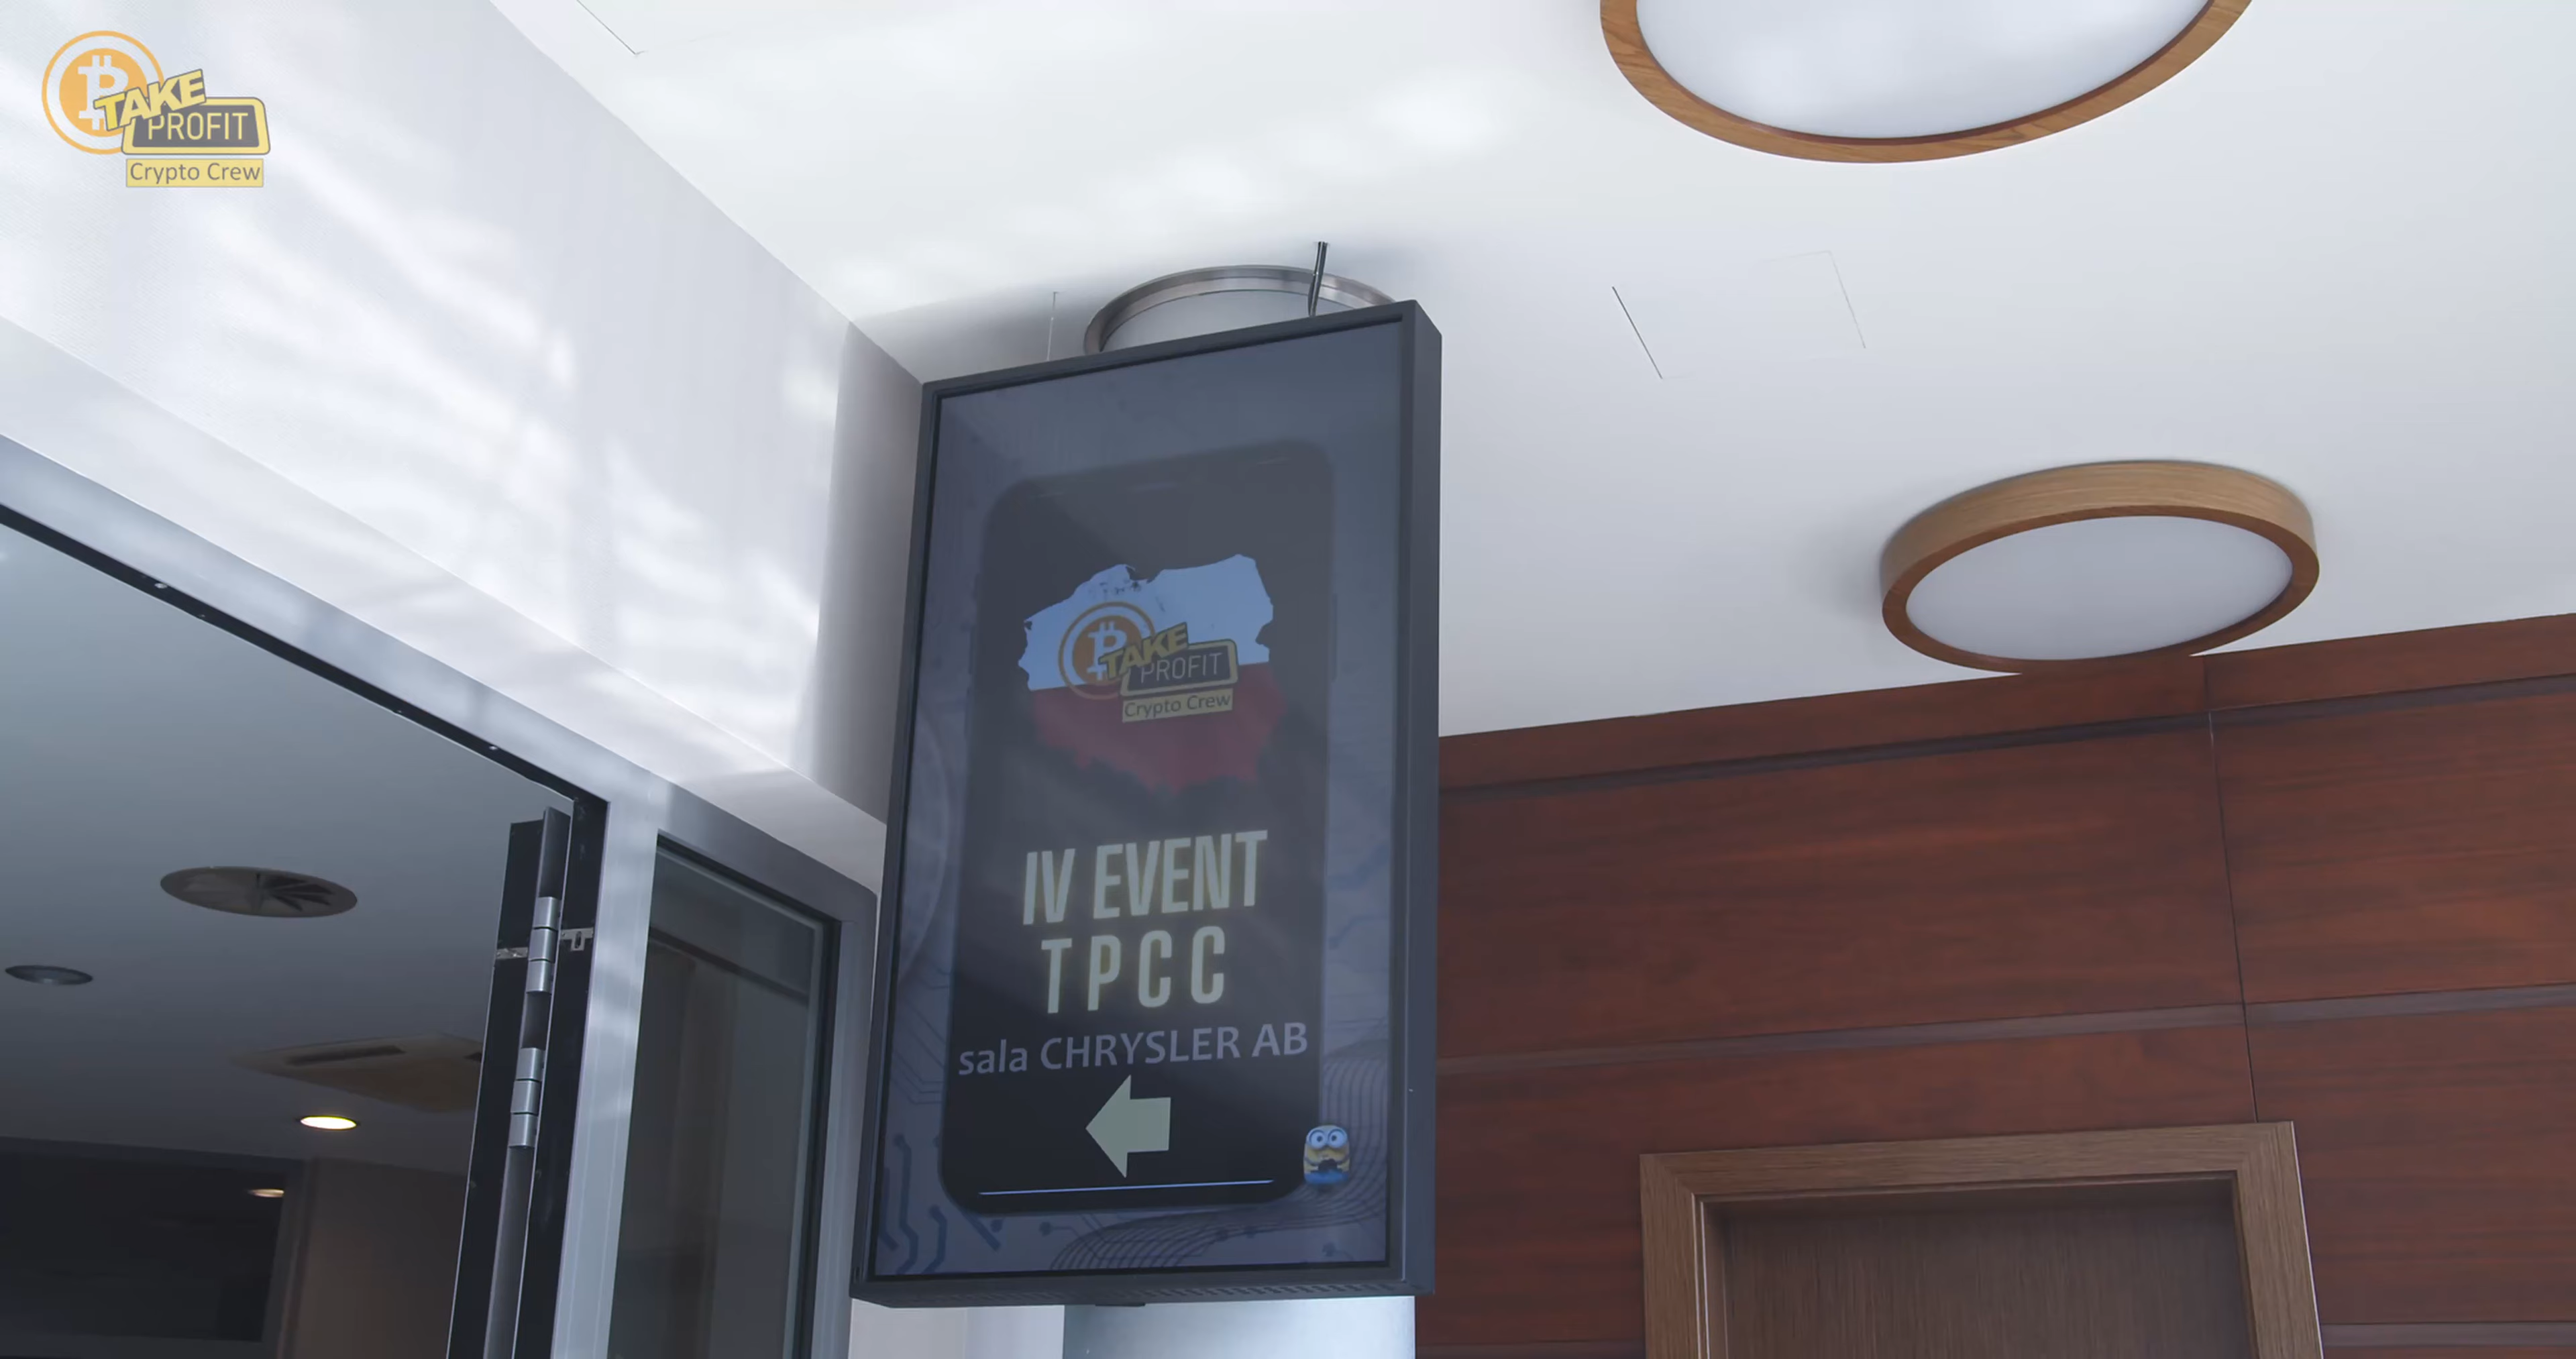 TAKE
PROFIT
Crypto Crew
TAKE
PROFIT
Crypto Crew
IV EVENT
TPCC
sala CHRYSLER AB